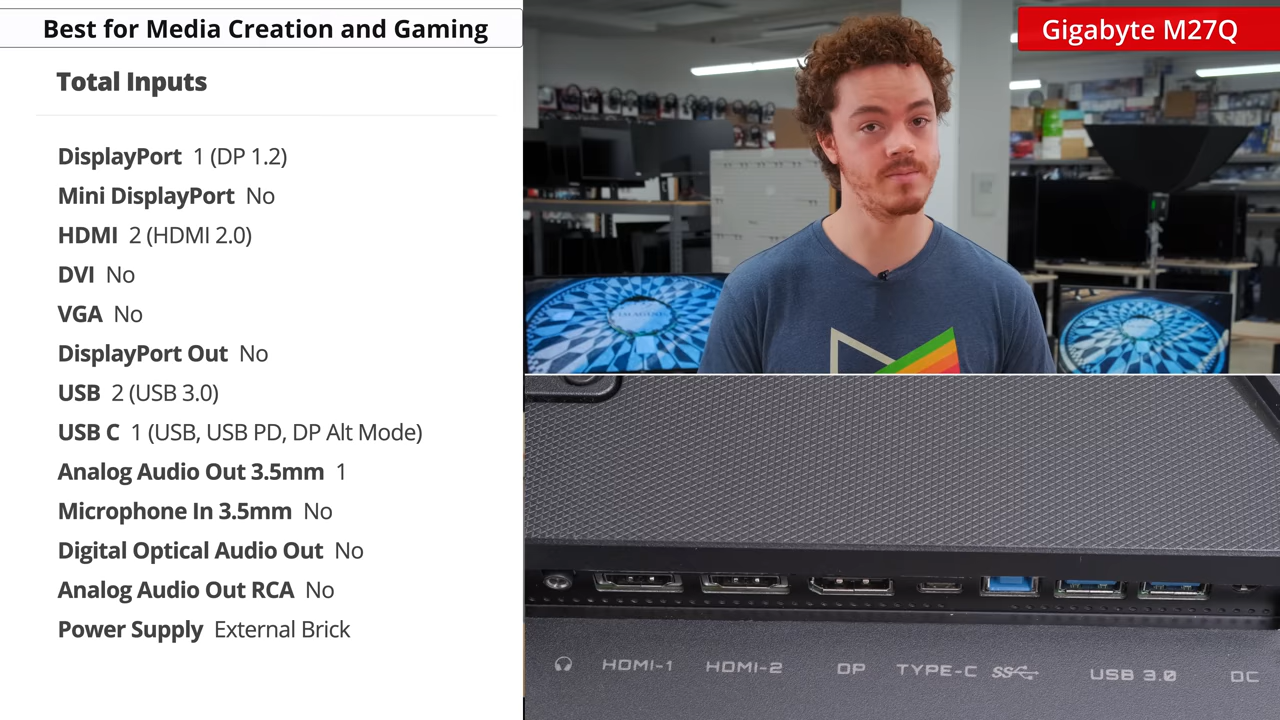 Best for Media Creation and Gaming
Gigabyte M27Q
Total Inputs
DisplayPort 1 (DP 1.2)
Mini DisplayPort No
HDMI 2 (HDMI 2.0)
DVI No
VGA No
DisplayPort Out No
USB 2 (USB 3.0)
USB C 1 (USB, USB PD, DP Alt Mode)
Analog Audio Out 3.5mm 1
Microphone In 3.5mm No
Digital Optical Audio Out No
Analog Audio Out RCA No
Power Supply External Brick
HDMI-1 HDMI-2 DP TYPE-C SS USB 3.0 DC